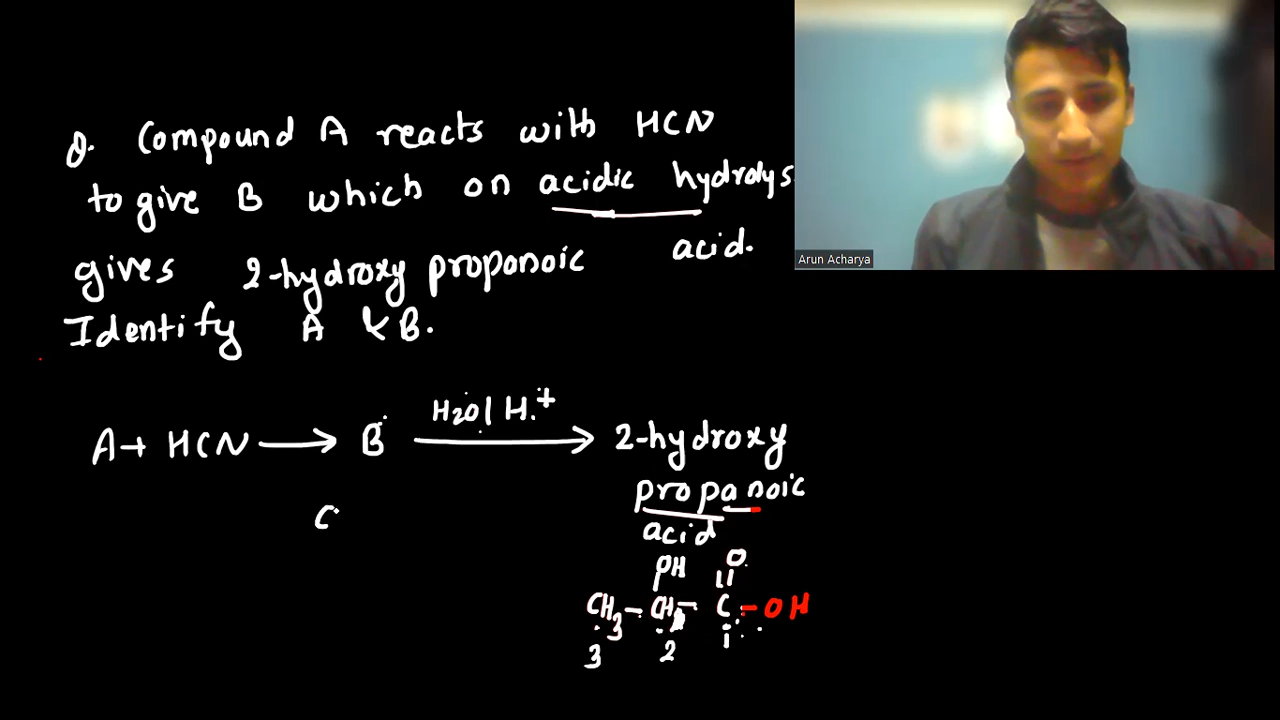 Q. Compound A reacts with HCN
to give B which on acidic hydrolys
gives 2-hydroxy propanoic acid.
Identify A & B.
Arun Acharya
A + HCN → B H2O/H+ → 2-hydroxy
propanoic
acid
C
OH O
CH3 - CH - C - OH
3 2 1